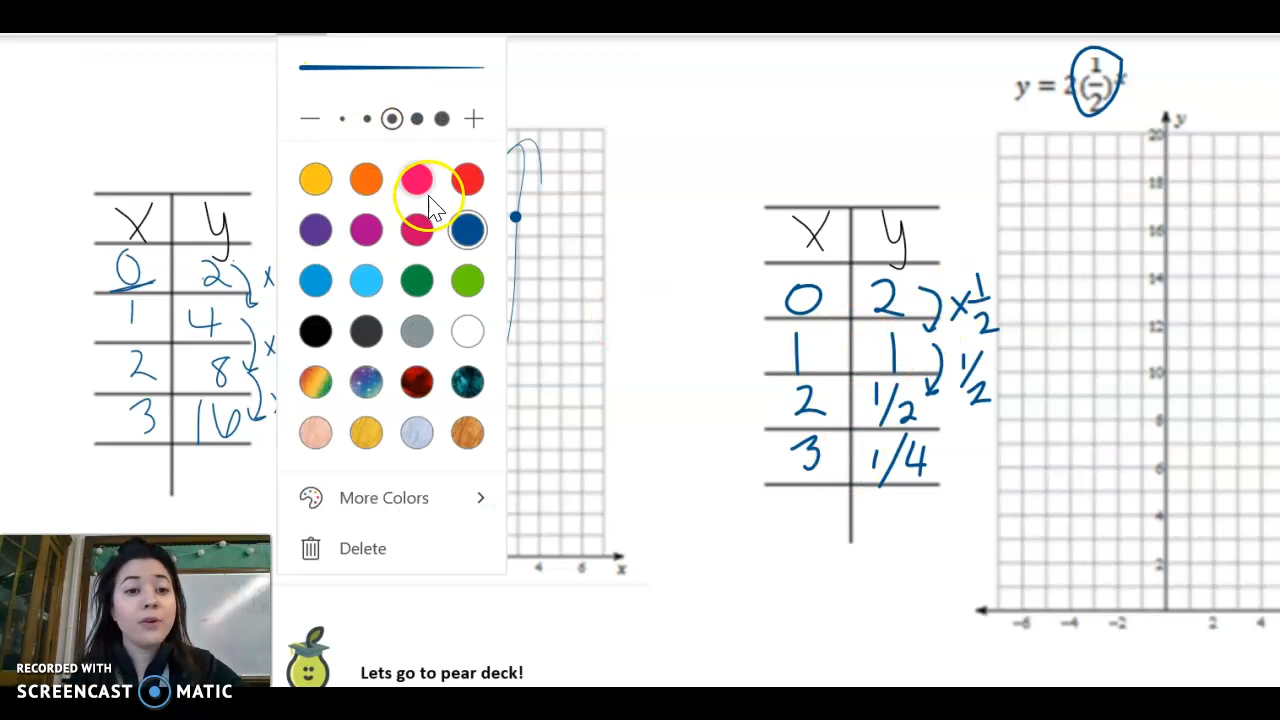 y = 2(1/2)^x
y
20
18
16
14
12
10
8
6
4
2
-6 -4 -2 2 4
x y
0 2
1 4
2 8
3 16
x
x
4 6 x
x y
0 2
1 1
2 1/2
3 1/4
x 1/2
1/2
More Colors
Delete
Lets go to pear deck!
RECORDED WITH
SCREENCAST MATIC